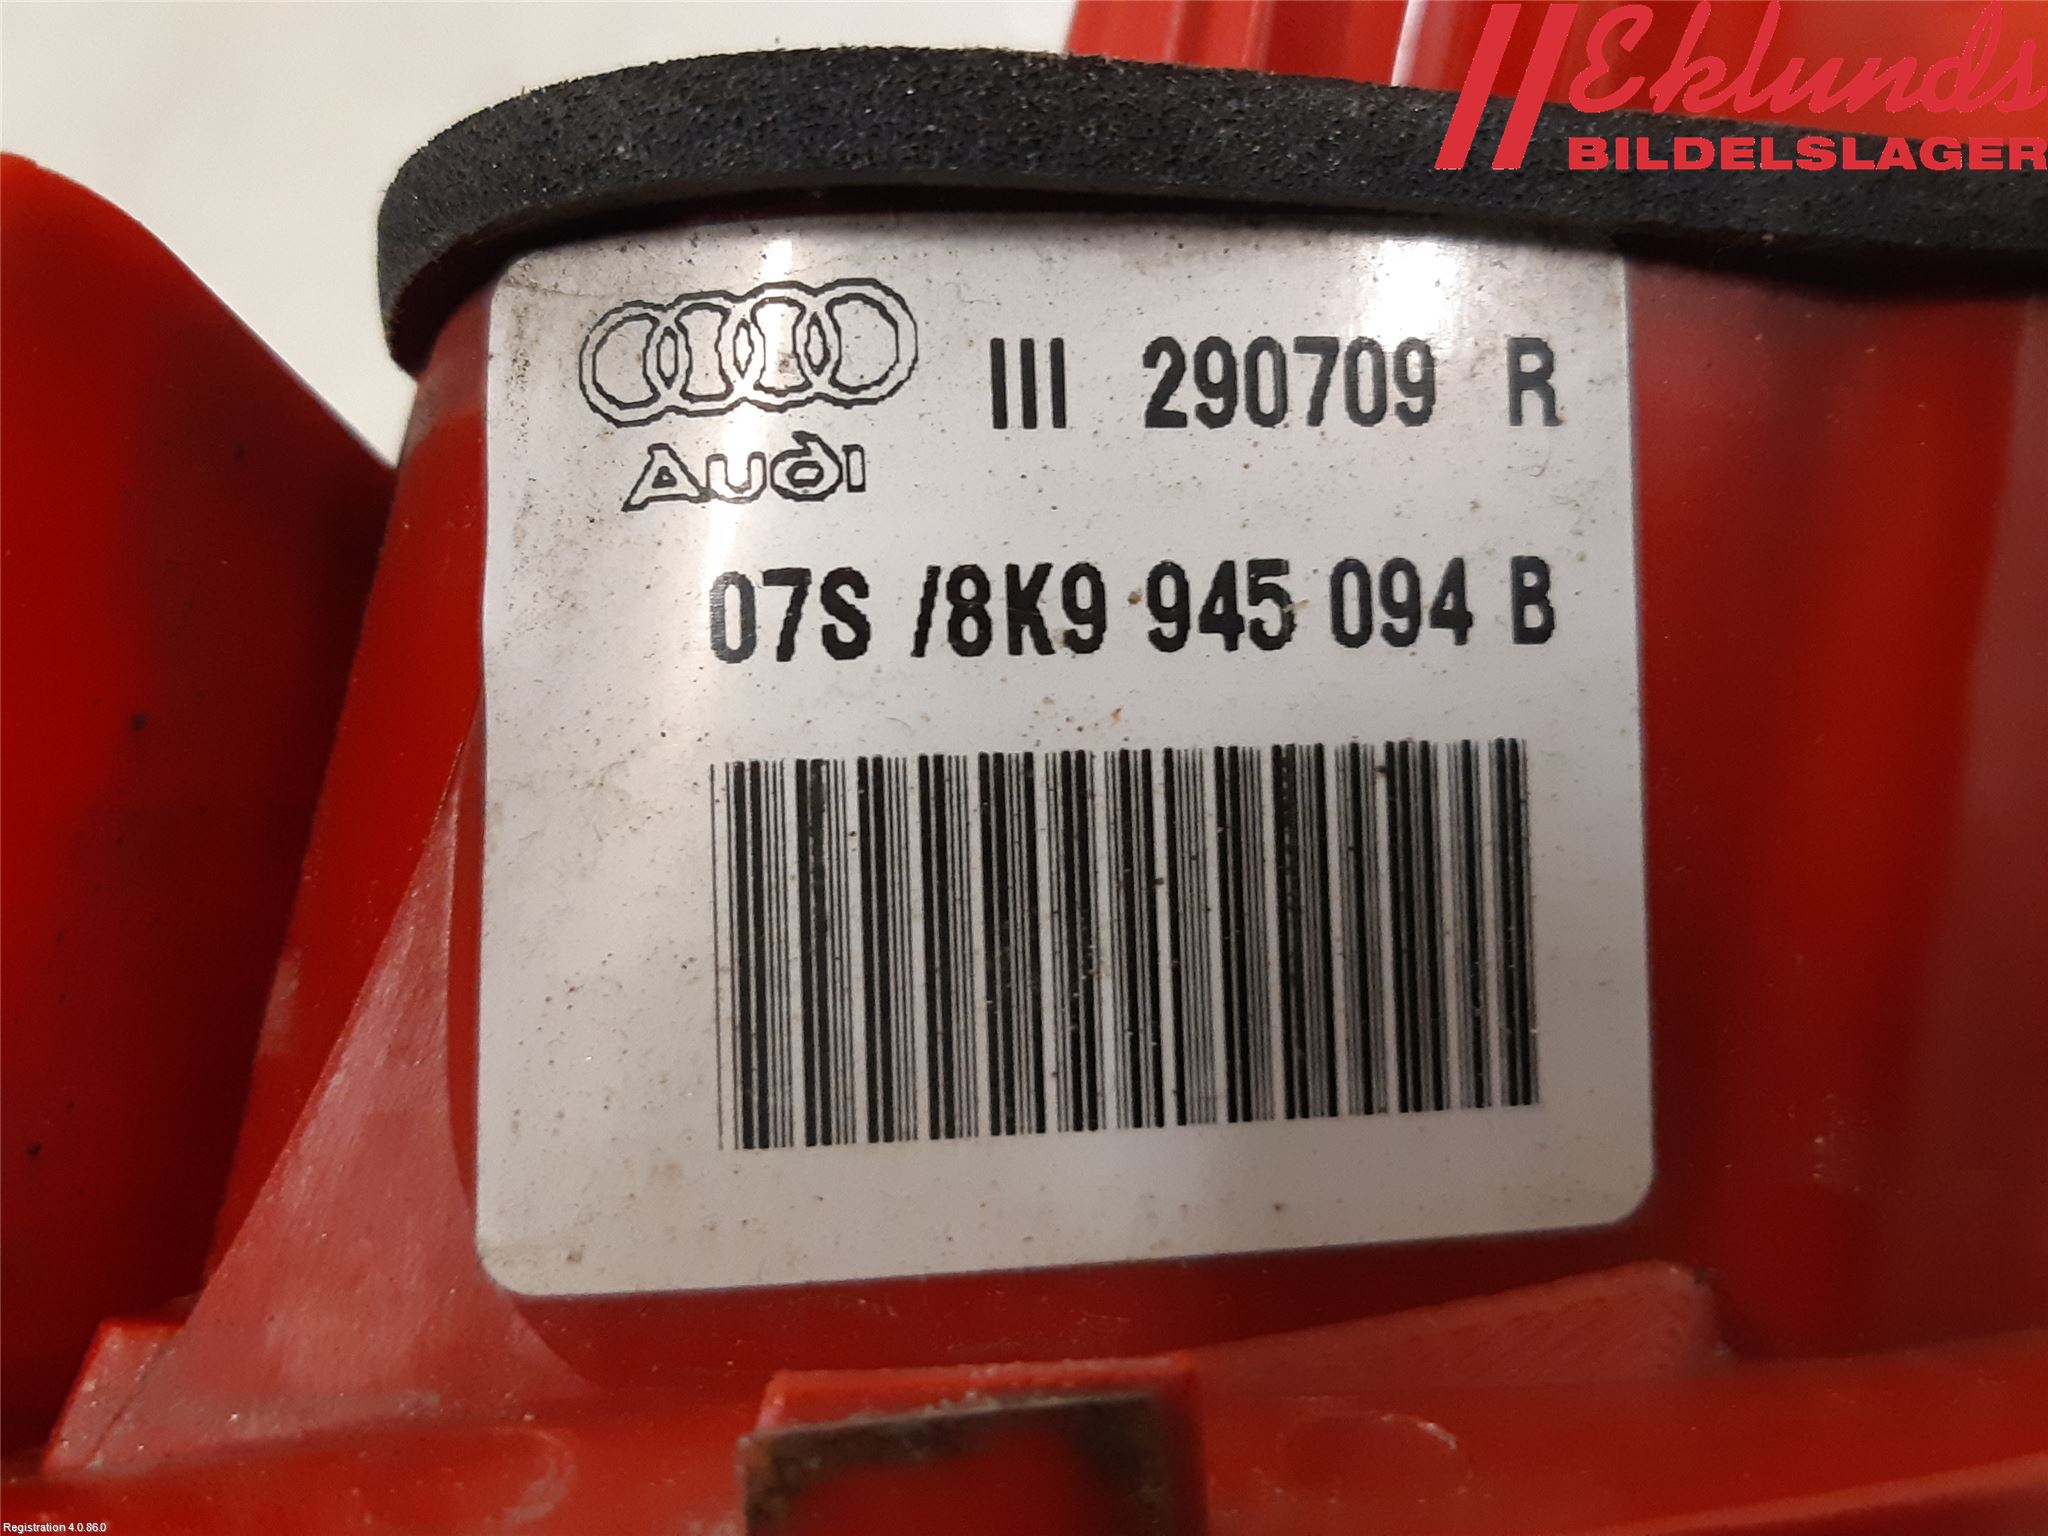 Eklunds
BILDELSLAGER
III 290709 R
Audi
07S /8K9 945 094 B
Registration 4.0.86.0